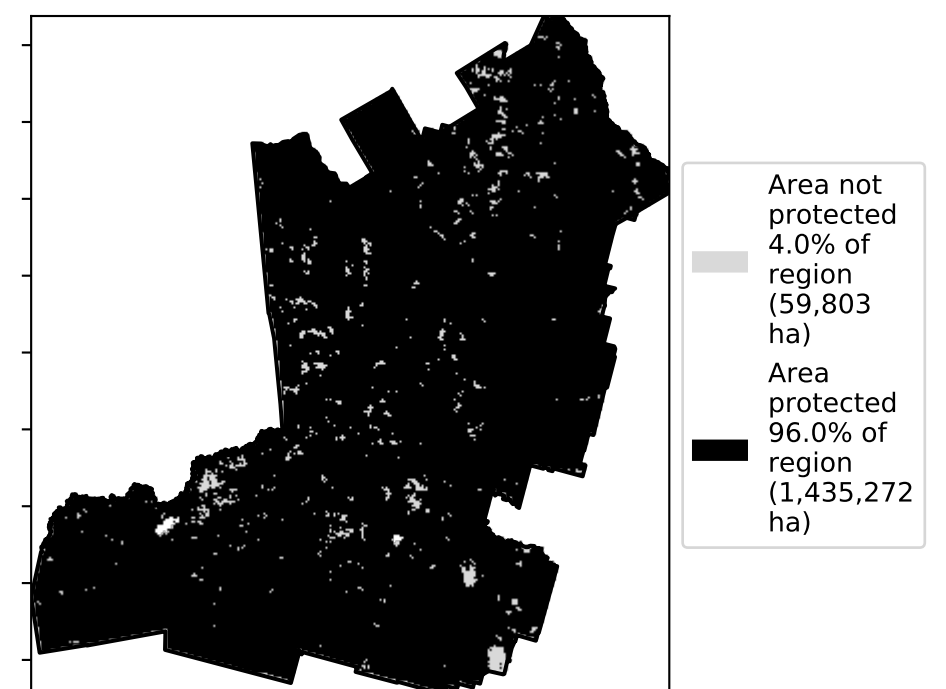 Area not
protected
4.0% of
region
(59,803
ha)
Area
protected
96.0% of
region
(1,435,272
ha)